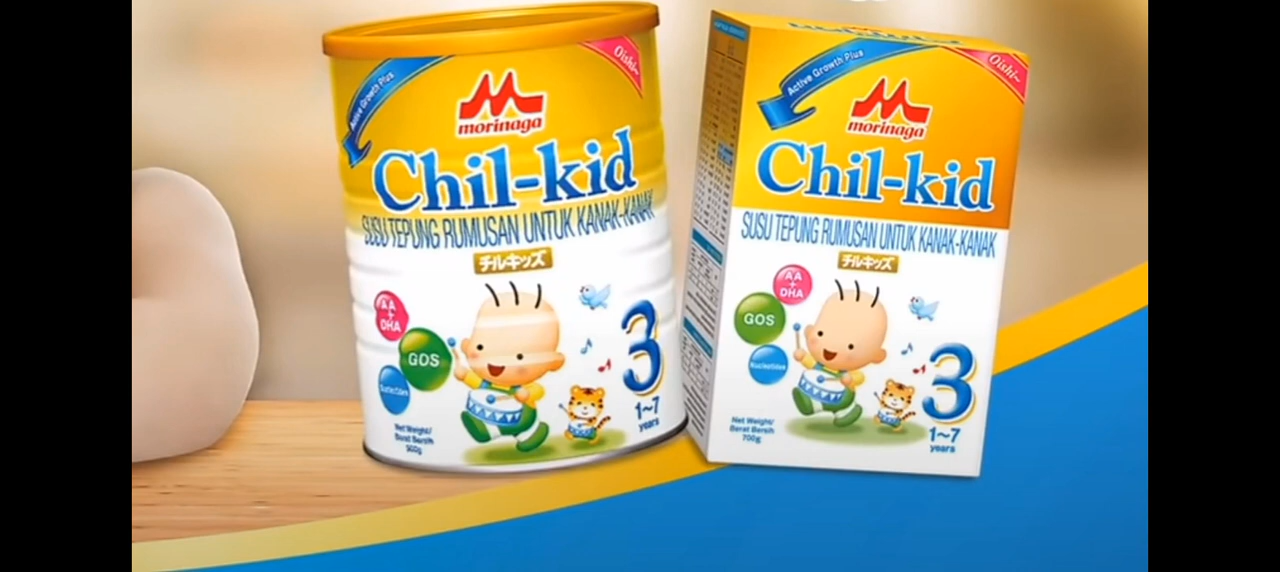 Active Growth Plus
Oishi~
morinaga
Chil-kid
SUSU TEPUNG RUMUSAN UNTUK KANAK-KANAK
チルキッズ
AA
+
DHA
GOS
3
1~7
years
Net Weight/
Berat Bersih
900g
Active Growth Plus
Oishi~
morinaga
Chil-kid
SUSU TEPUNG RUMUSAN UNTUK KANAK-KANAK
チルキッズ
AA
+
DHA
GOS
Nucleotides
3
1~7
years
Net Weight/
Berat Bersih
700g